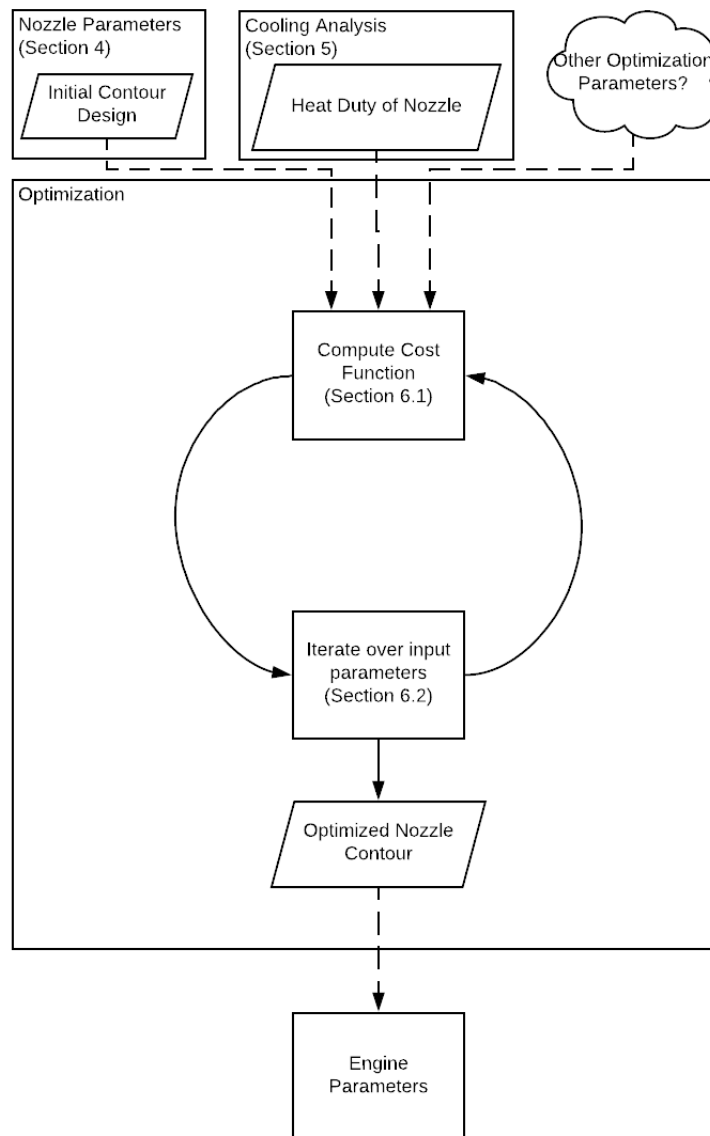 Nozzle Parameters
(Section 4)
Initial Contour
Design
Cooling Analysis
(Section 5)
Heat Duty of Nozzle
Other Optimization
Parameters?
Optimization
Compute Cost
Function
(Section 6.1)
Iterate over input
parameters
(Section 6.2)
Optimized Nozzle
Contour
Engine
Parameters